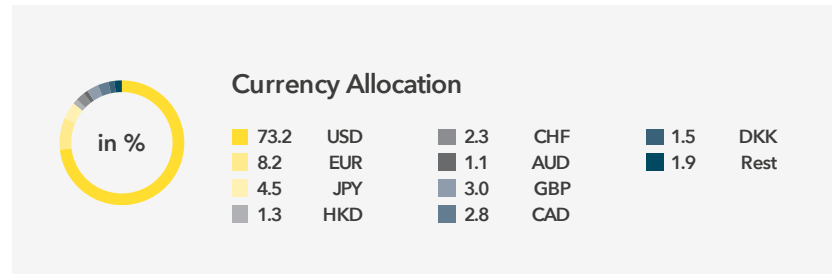 Currency Allocation
in %
73.2 USD
8.2 EUR
4.5 JPY
1.3 HKD
2.3 CHF
1.1 AUD
3.0 GBP
2.8 CAD
1.5 DKK
1.9 Rest